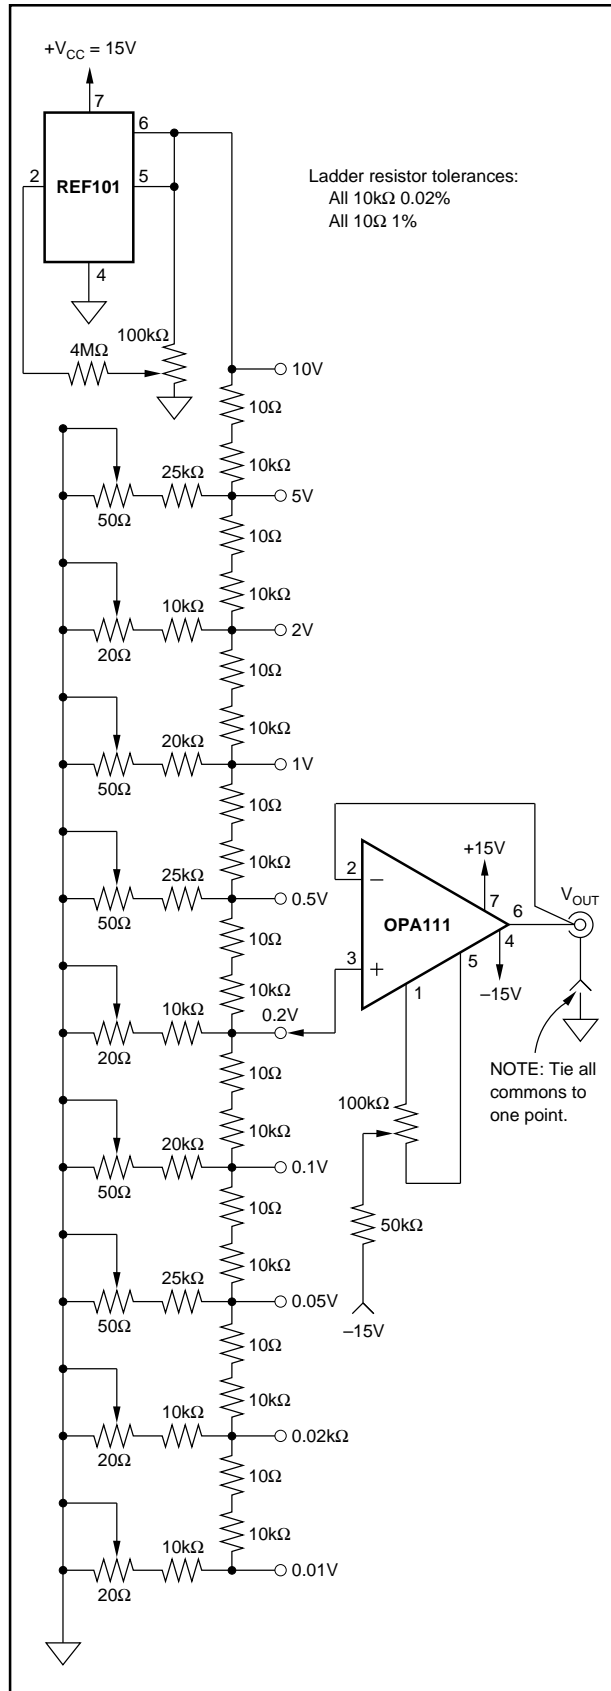 +VCC = 15V
7
6
2
REF101
5
4
Ladder resistor tolerances:
All 10kΩ 0.02%
All 10Ω 1%
100kΩ
4MΩ
10V
10Ω
10kΩ
25kΩ
5V
50Ω
10Ω
10kΩ
10kΩ
2V
20Ω
10Ω
10kΩ
20kΩ
1V
50Ω
10Ω
10kΩ
25kΩ
0.5V
50Ω
10Ω
10kΩ
10kΩ
0.2V
20Ω
10Ω
10kΩ
20kΩ
0.1V
50Ω
10Ω
10kΩ
25kΩ
0.05V
50Ω
10Ω
10kΩ
10kΩ
0.02kΩ
20Ω
10Ω
10kΩ
10kΩ
0.01V
20Ω
+15V
2
−
7
VOUT
6
OPA111
4
3
+
5
1
–15V
NOTE: Tie all
commons to
one point.
100kΩ
50kΩ
–15V